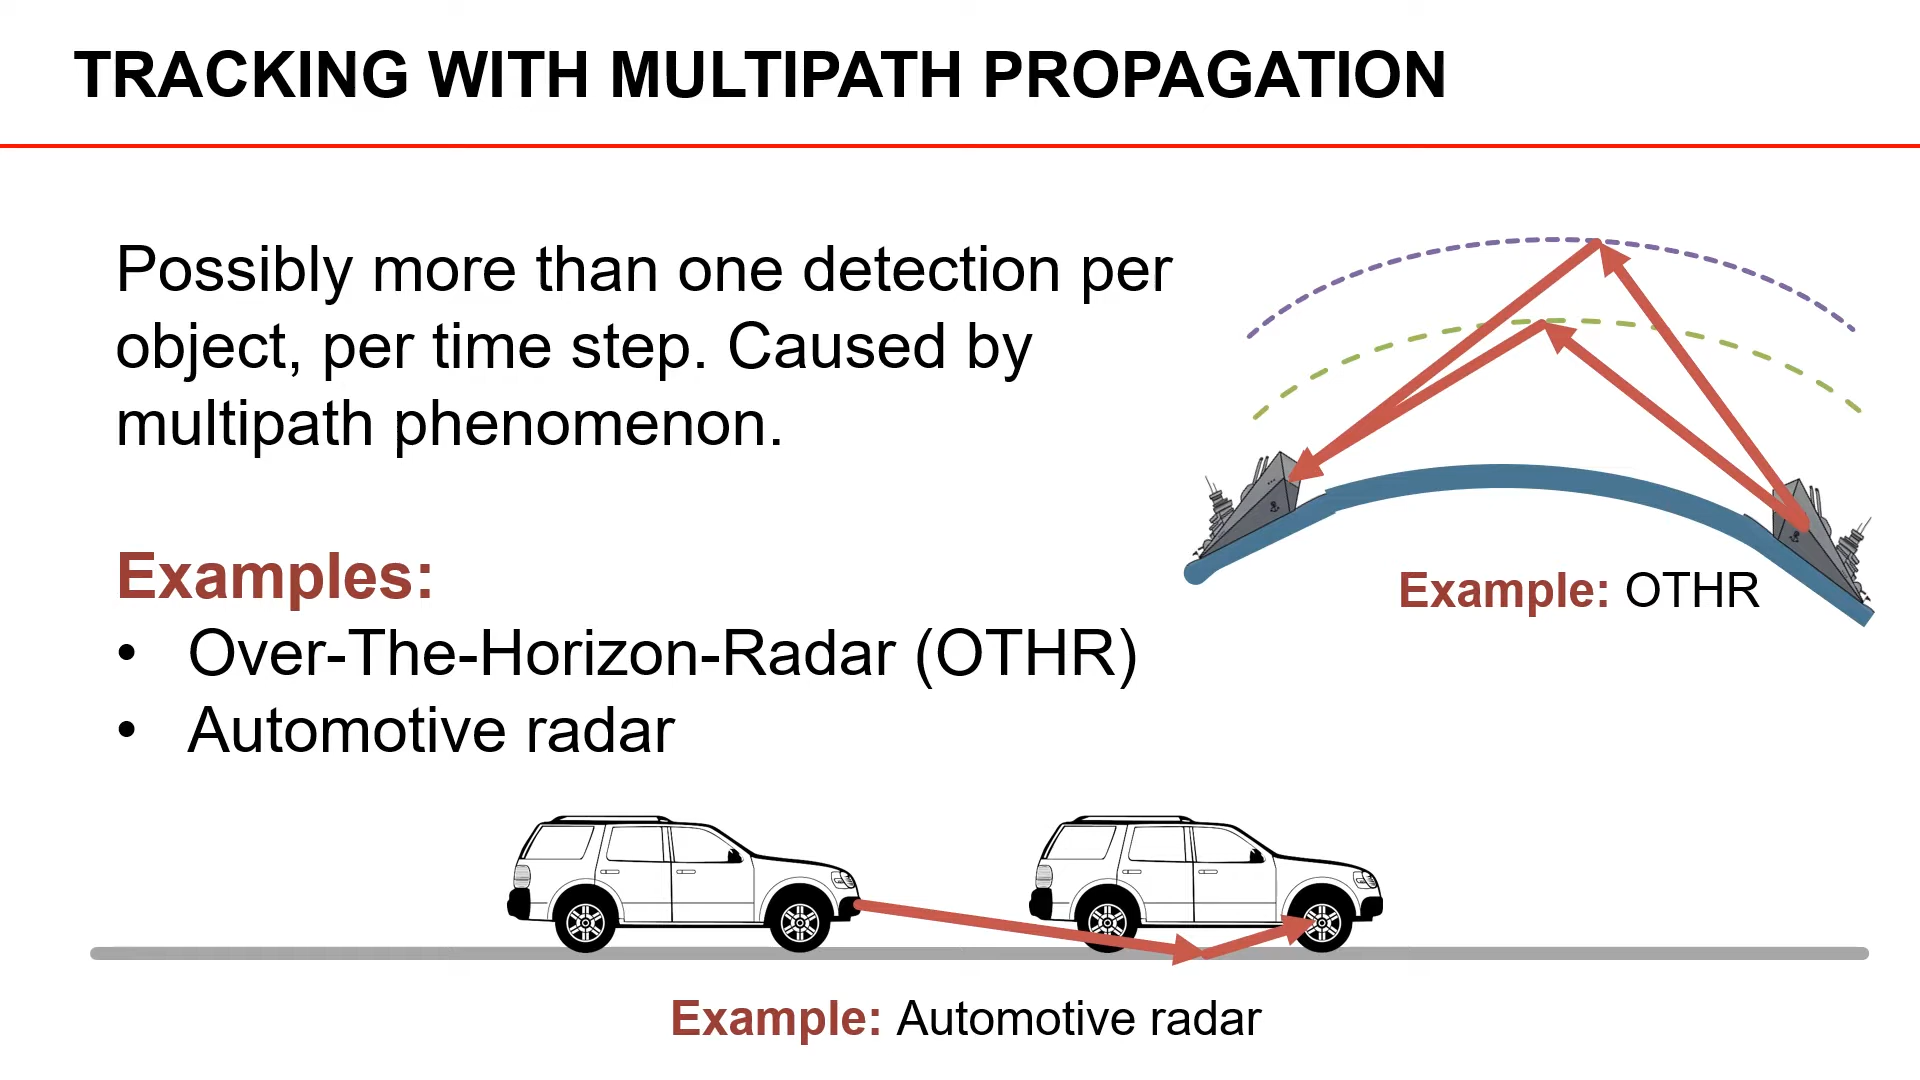 TRACKING WITH MULTIPATH PROPAGATION
Possibly more than one detection per
object, per time step. Caused by
multipath phenomenon.
Examples:
• Over-The-Horizon-Radar (OTHR)
• Automotive radar
Example: OTHR
Example: Automotive radar